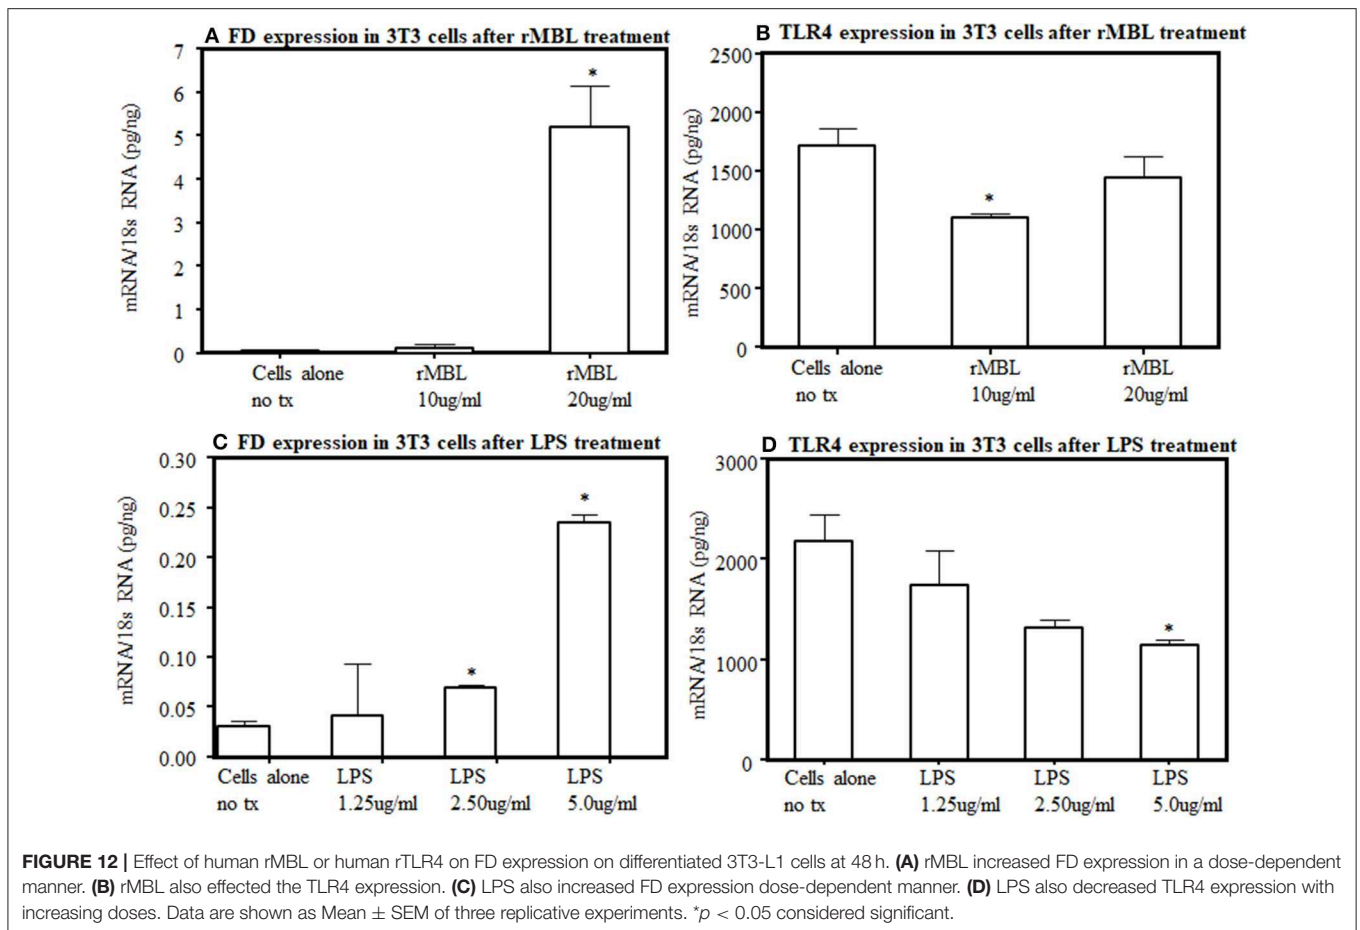 A FD expression in 3T3 cells after rMBL treatment
mRNA/18s RNA (pg/ng)
7
6
5
4
3
2
1
0
*
Cells alone rMBL rMBL
no tx 10ug/ml 20ug/ml
B TLR4 expression in 3T3 cells after rMBL treatment
mRNA/18s RNA (pg/ng)
2500
2000
1500
1000
500
0
*
Cells alone rMBL rMBL
no tx 10ug/ml 20ug/ml
C FD expression in 3T3 cells after LPS treatment
mRNA/18s RNA (pg/ng)
0.30
0.25
0.20
0.15
0.10
0.05
0.00
*
*
Cells alone LPS LPS LPS
no tx 1.25ug/ml 2.50ug/ml 5.0ug/ml
D TLR4 expression in 3T3 cells after LPS treatment
mRNA/18s RNA (pg/ng)
3000
2000
1000
0
*
Cells alone LPS LPS LPS
no tx 1.25ug/ml 2.50ug/ml 5.0ug/ml
FIGURE 12 | Effect of human rMBL or human rTLR4 on FD expression on differentiated 3T3-L1 cells at 48 h. (A) rMBL increased FD expression in a dose-dependent
manner. (B) rMBL also effected the TLR4 expression. (C) LPS also increased FD expression dose-dependent manner. (D) LPS also decreased TLR4 expression with
increasing doses. Data are shown as Mean ± SEM of three replicative experiments. *p < 0.05 considered significant.